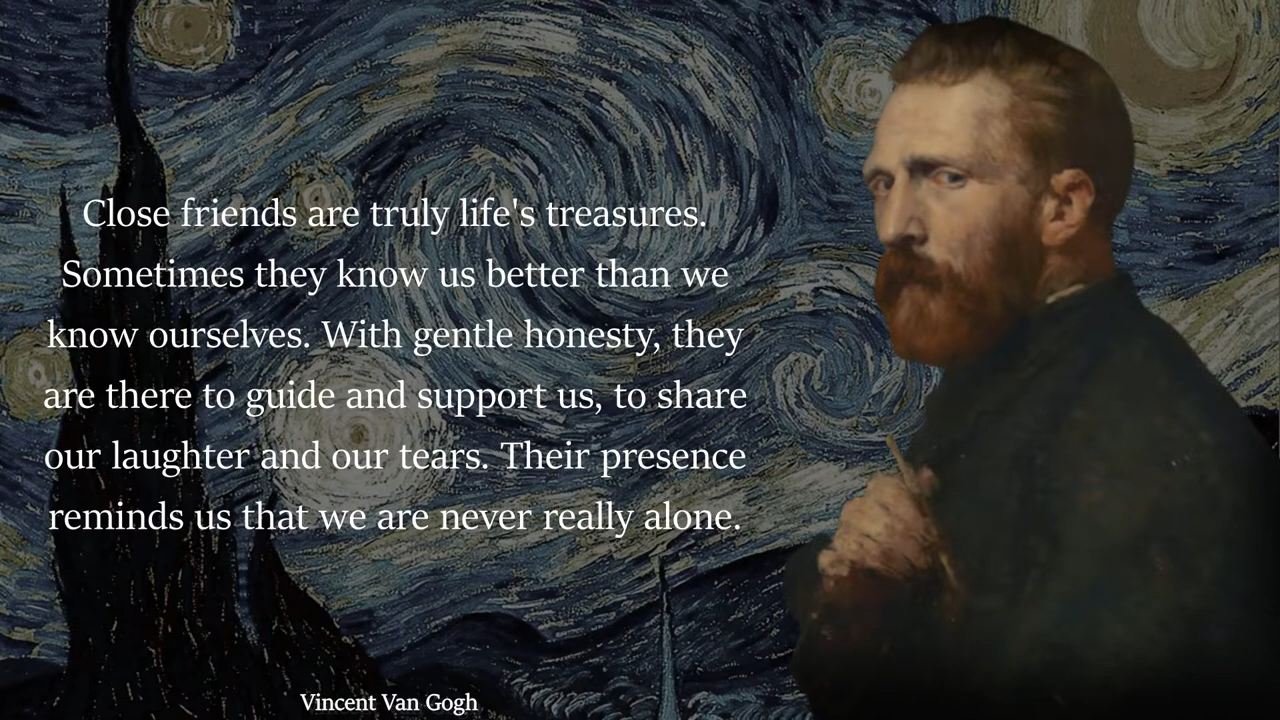 Close friends are truly life's treasures.
Sometimes they know us better than we
know ourselves. With gentle honesty, they
are there to guide and support us, to share
our laughter and our tears. Their presence
reminds us that we are never really alone.
Vincent Van Gogh